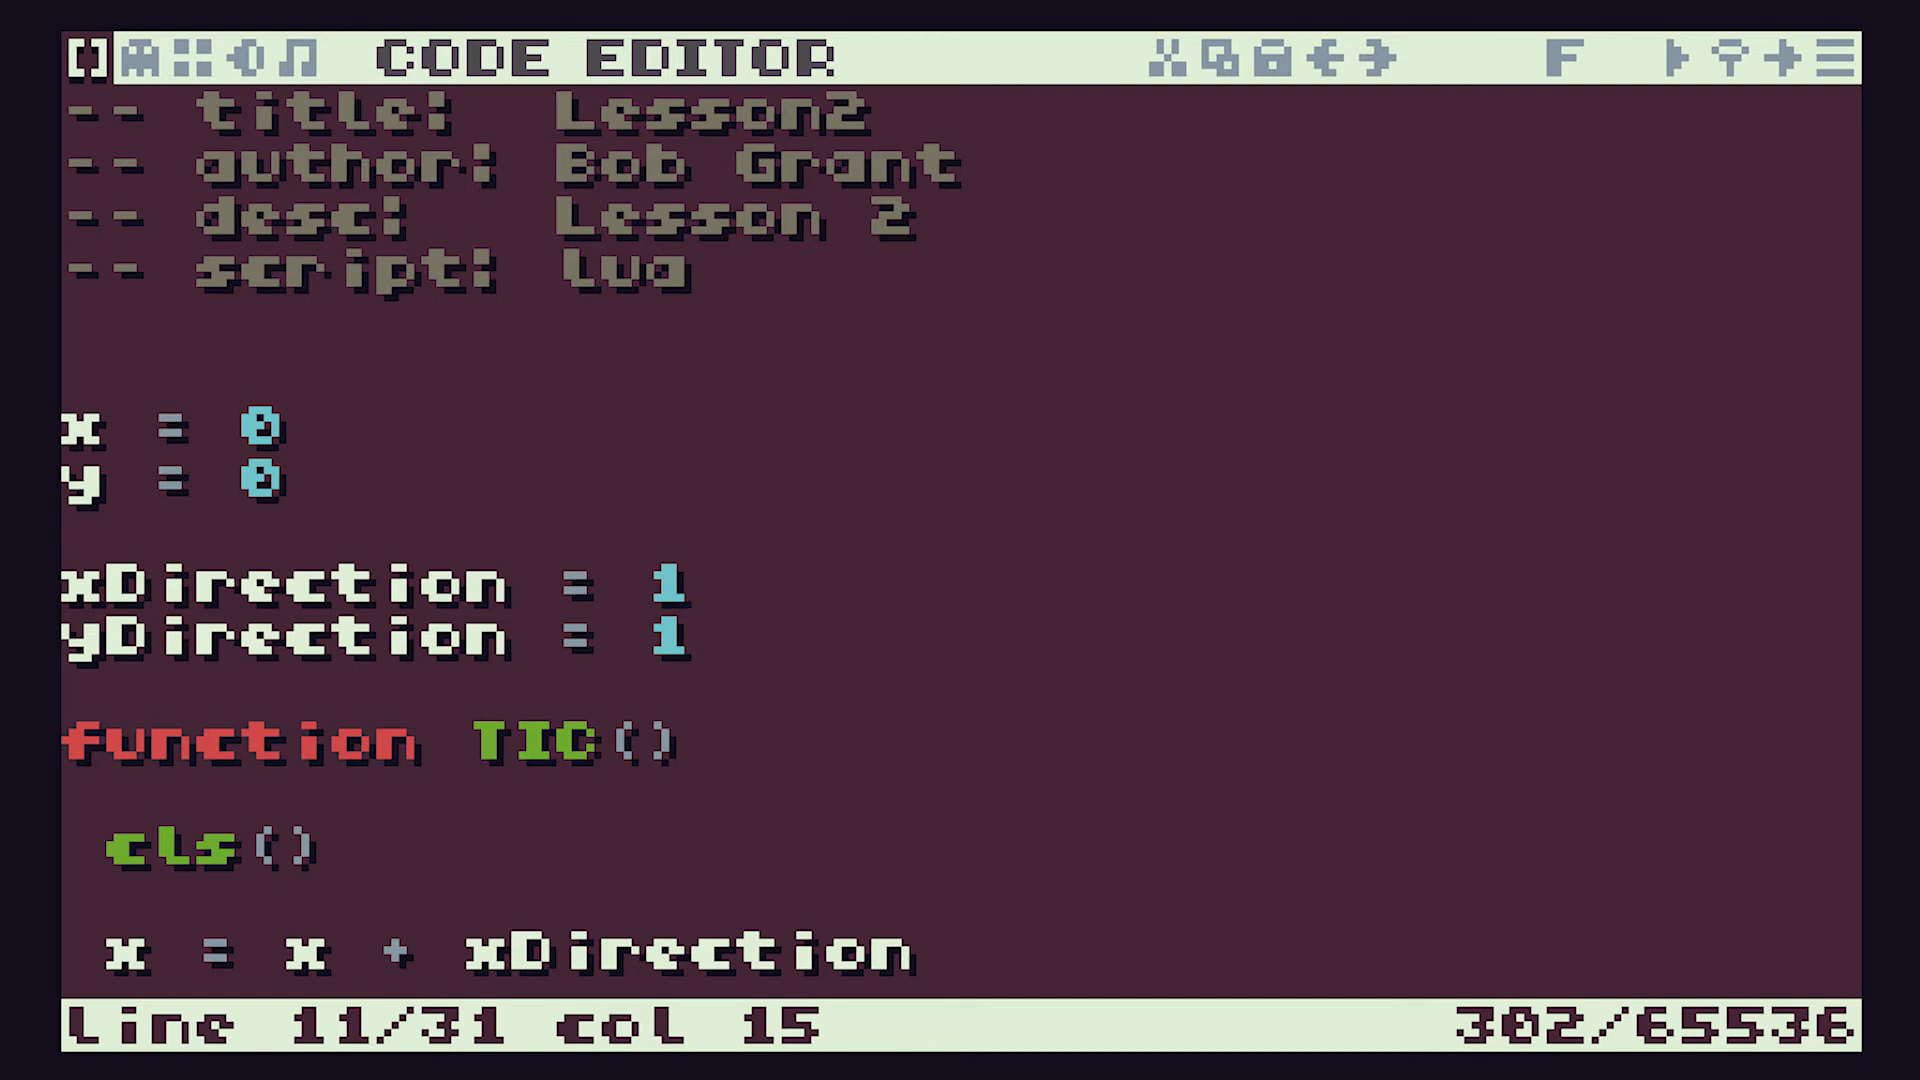 CODE EDITOR F
-- title: Lesson2
-- author: Bob Grant
-- desc: Lesson 2
-- script: lua
x = 0
y = 0
xDirection = 1
yDirection = 1
function TIC()
cls()
x = x + xDirection
line 11/31 col 15 302/65536